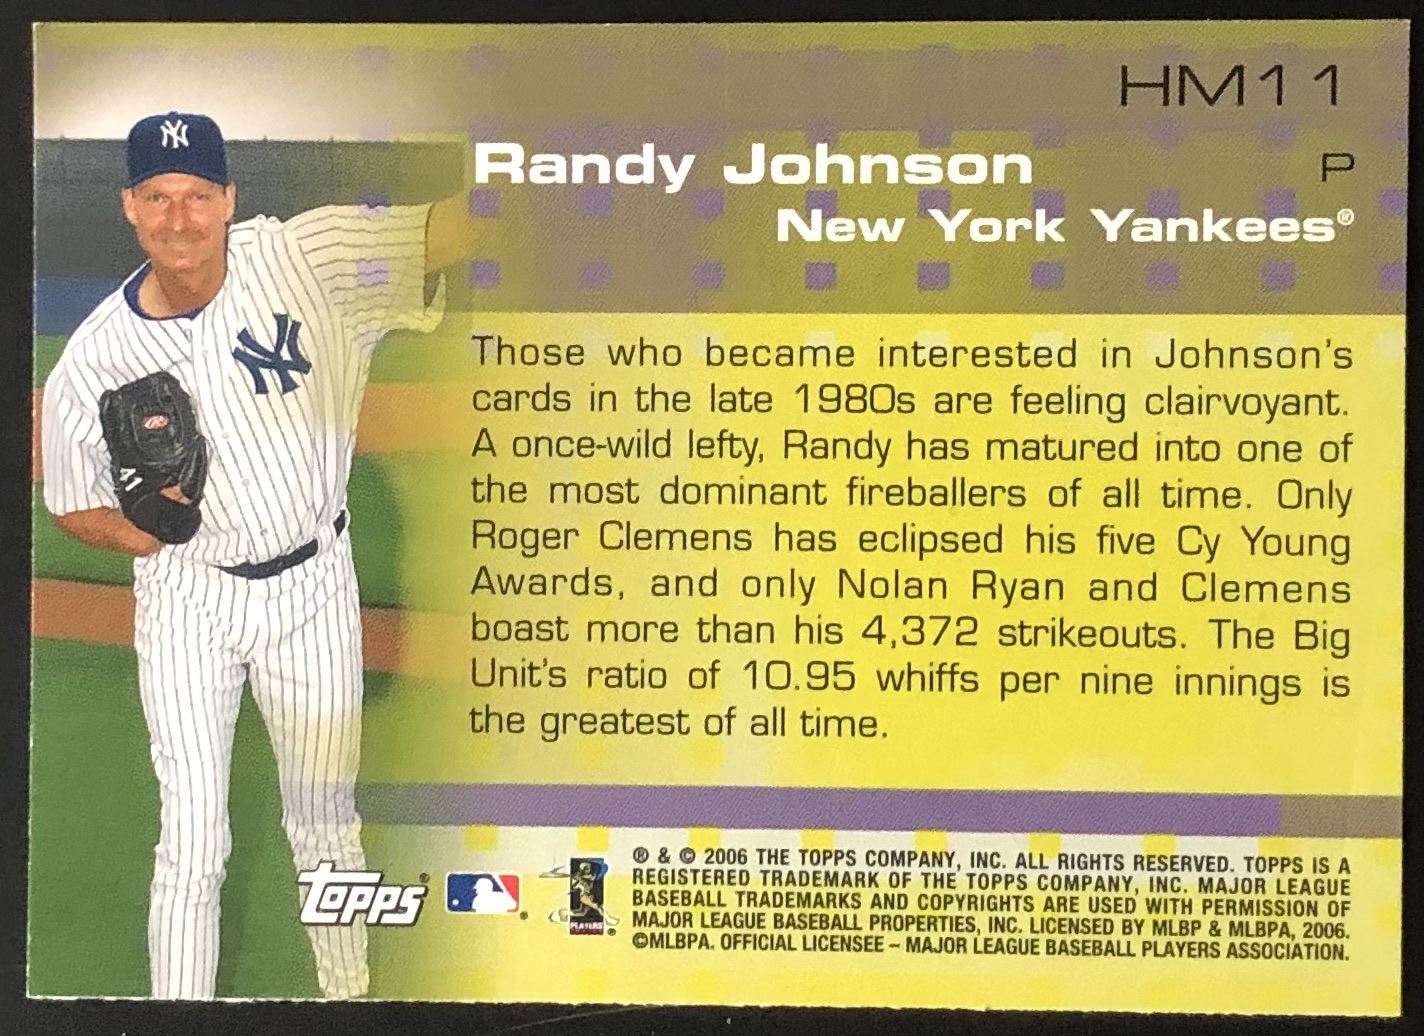 HM11
Randy Johnson P
New York Yankees®
Those who became interested in Johnson's
cards in the late 1980s are feeling clairvoyant.
A once-wild lefty, Randy has matured into one of
the most dominant fireballers of all time. Only
Roger Clemens has eclipsed his five Cy Young
Awards, and only Nolan Ryan and Clemens
boast more than his 4,372 strikeouts. The Big
Unit's ratio of 10.95 whiffs per nine innings is
the greatest of all time.
NY
NY
R
41
Topps®
PLAYERS
® & © 2006 THE TOPPS COMPANY, INC. ALL RIGHTS RESERVED. TOPPS IS A
REGISTERED TRADEMARK OF THE TOPPS COMPANY, INC. MAJOR LEAGUE
BASEBALL TRADEMARKS AND COPYRIGHTS ARE USED WITH PERMISSION OF
MAJOR LEAGUE BASEBALL PROPERTIES, INC. LICENSED BY MLBP & MLBPA, 2006.
©MLBPA. OFFICIAL LICENSEE – MAJOR LEAGUE BASEBALL PLAYERS ASSOCIATION.